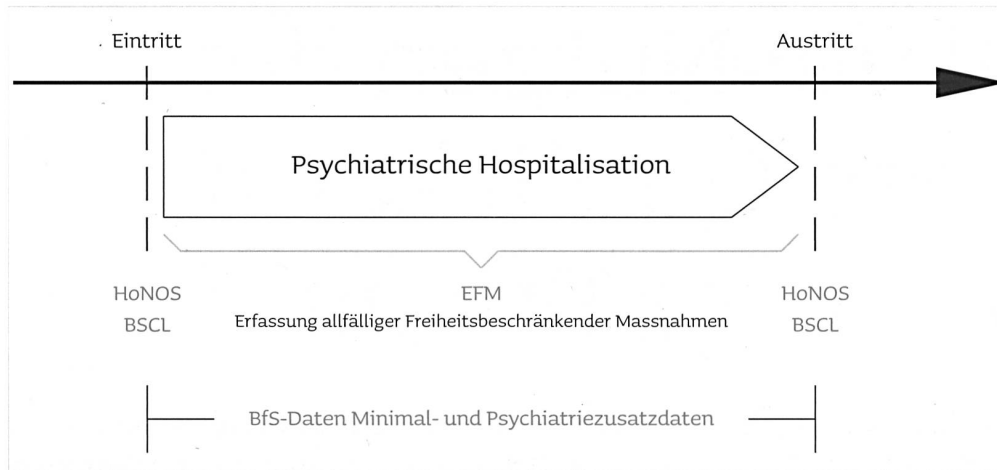 Eintritt
Austritt
Psychiatrische Hospitalisation
HoNOS
EFM
HoNOS
BSCL
Erfassung allfälliger Freiheitsbeschränkender Massnahmen
BSCL
BfS-Daten Minimal- und Psychiatriezusatzdaten